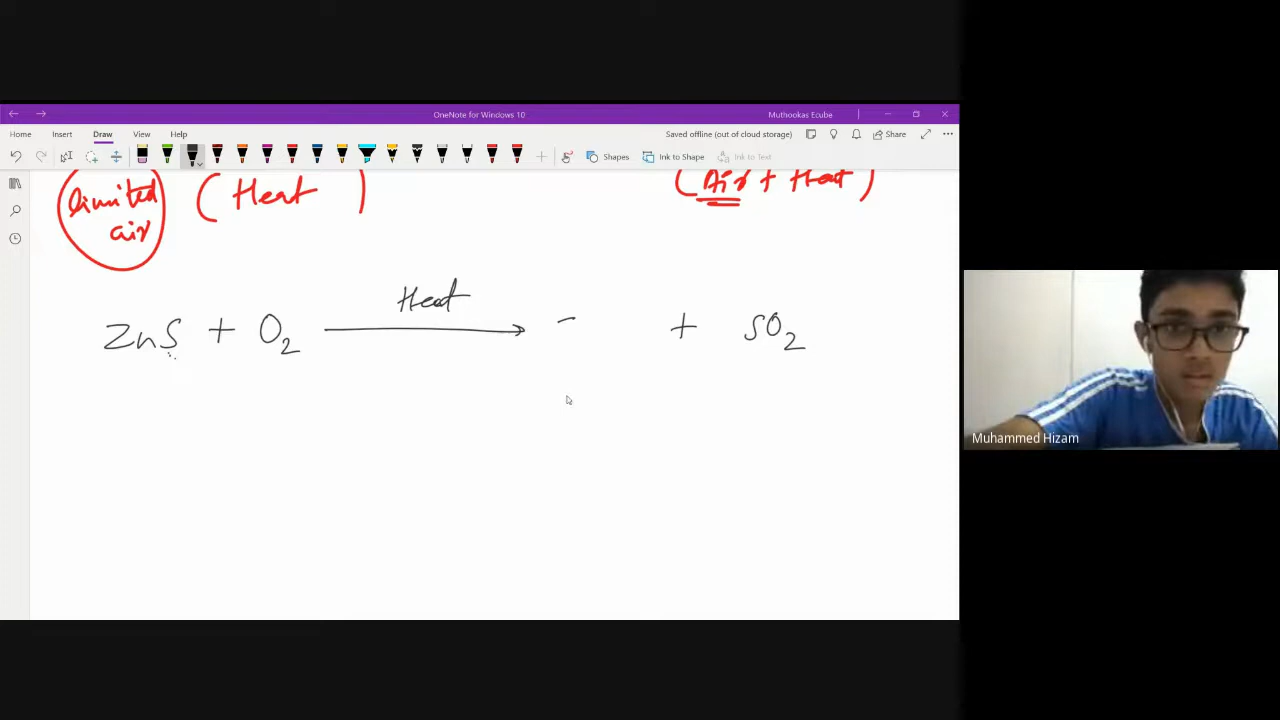 OneNote for Windows 10
Muthookas Ecube
Home Insert Draw View Help
Saved offline (out of cloud storage)
Share
Shapes
Ink to Shape
Ink to Text
limited air
(Heat)
(Air + Heat)
Heat
ZnS + O2 → - + SO2
Muhammed Hizam